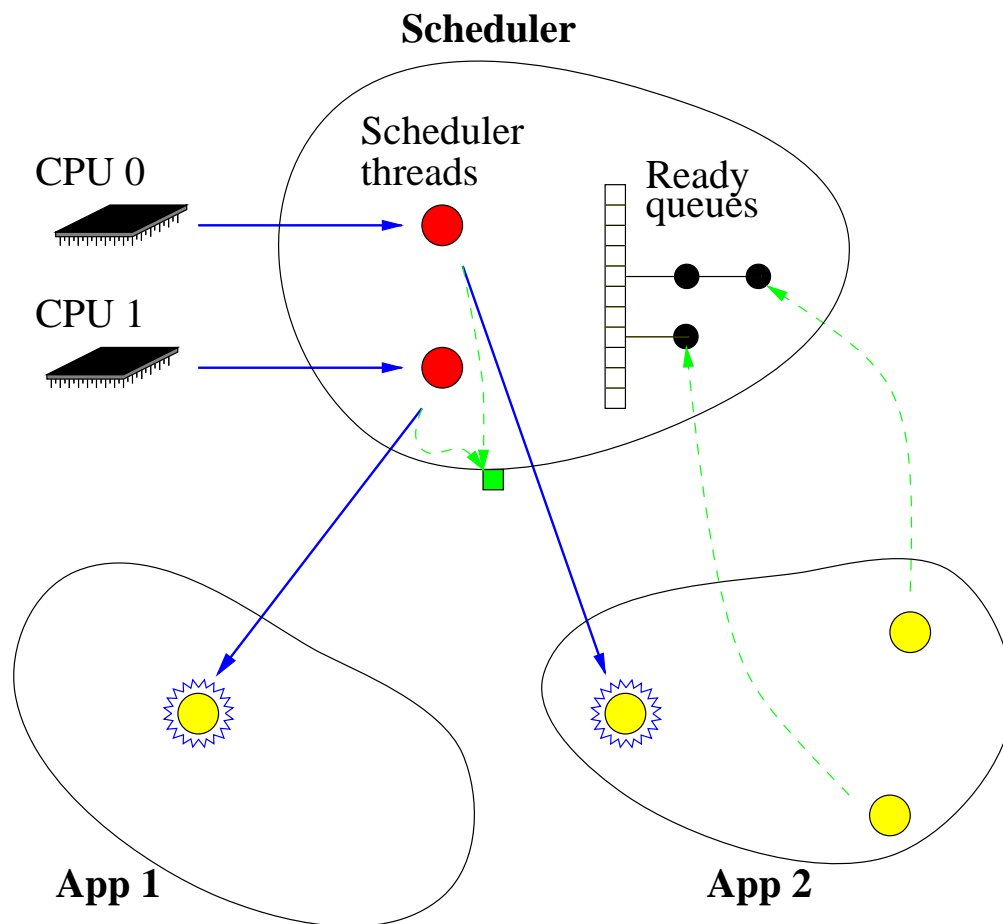 Scheduler
Scheduler
threads
CPU 0
Ready
queues
CPU 1
App 1
App 2